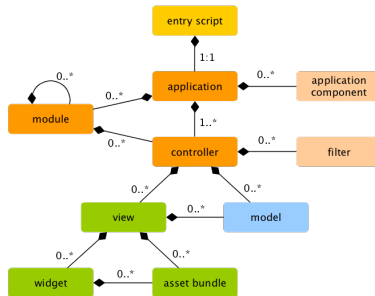 entry script
1:1
0..*
application
0..*
application
component
0..*
module
1..*
0..*
controller
0..*
filter
0..*
0..*
view
0..*
model
0..*
0..*
widget
0..*
asset bundle